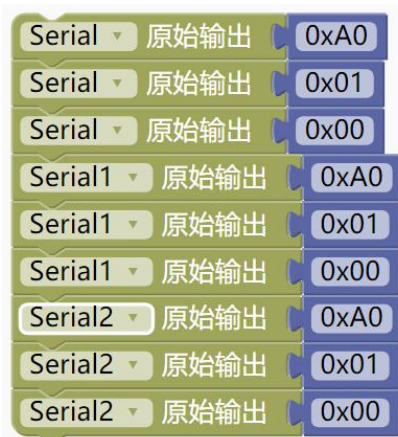 Serial 原始输出 0xA0
Serial 原始输出 0x01
Serial 原始输出 0x00
Serial1 原始输出 0xA0
Serial1 原始输出 0x01
Serial1 原始输出 0x00
Serial2 原始输出 0xA0
Serial2 原始输出 0x01
Serial2 原始输出 0x00